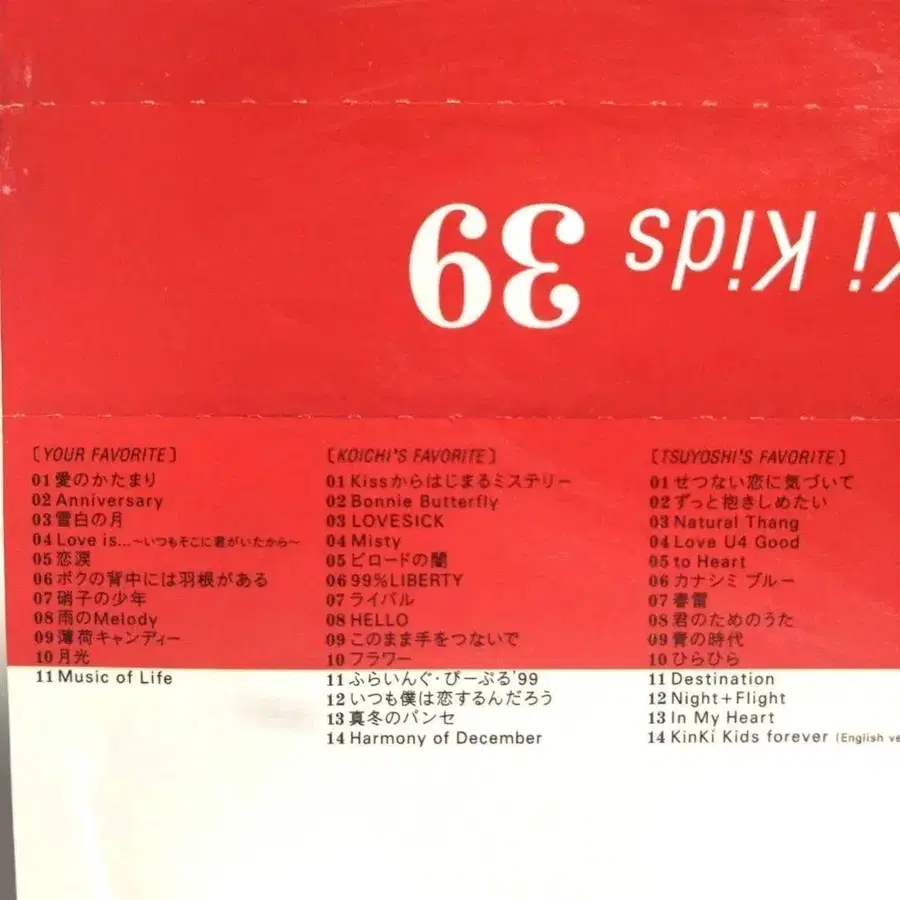 KinKi Kids 39
[YOUR FAVORITE]
01 愛のかたまり
02 Anniversary
03 雪白の月
04 Love is... ～いつもそこに君がいたから～
05 恋涙
06 ボクの背中には羽根がある
07 硝子の少年
08 雨のMelody
09 薄荷キャンディー
10 月光
11 Music of Life
[KOICHI'S FAVORITE]
01 Kissからはじまるミステリー
02 Bonnie Butterfly
03 LOVESICK
04 Misty
05 ビロードの闇
06 99%LIBERTY
07 ライバル
08 HELLO
09 このまま手をつないで
10 フラワー
11 ふらいんぐ・ぴーぷる'99
12 いつも僕は恋するんだろう
13 真冬のパンセ
14 Harmony of December
[TSUYOSHI'S FAVORITE]
01 せつない恋に気づいて
02 ずっと抱きしめたい
03 Natural Thang
04 Love U4 Good
05 to Heart
06 カナシミ ブルー
07 春雷
08 君のためのうた
09 青の時代
10 ひらひら
11 Destination
12 Night+Flight
13 In My Heart
14 KinKi Kids forever (English ve